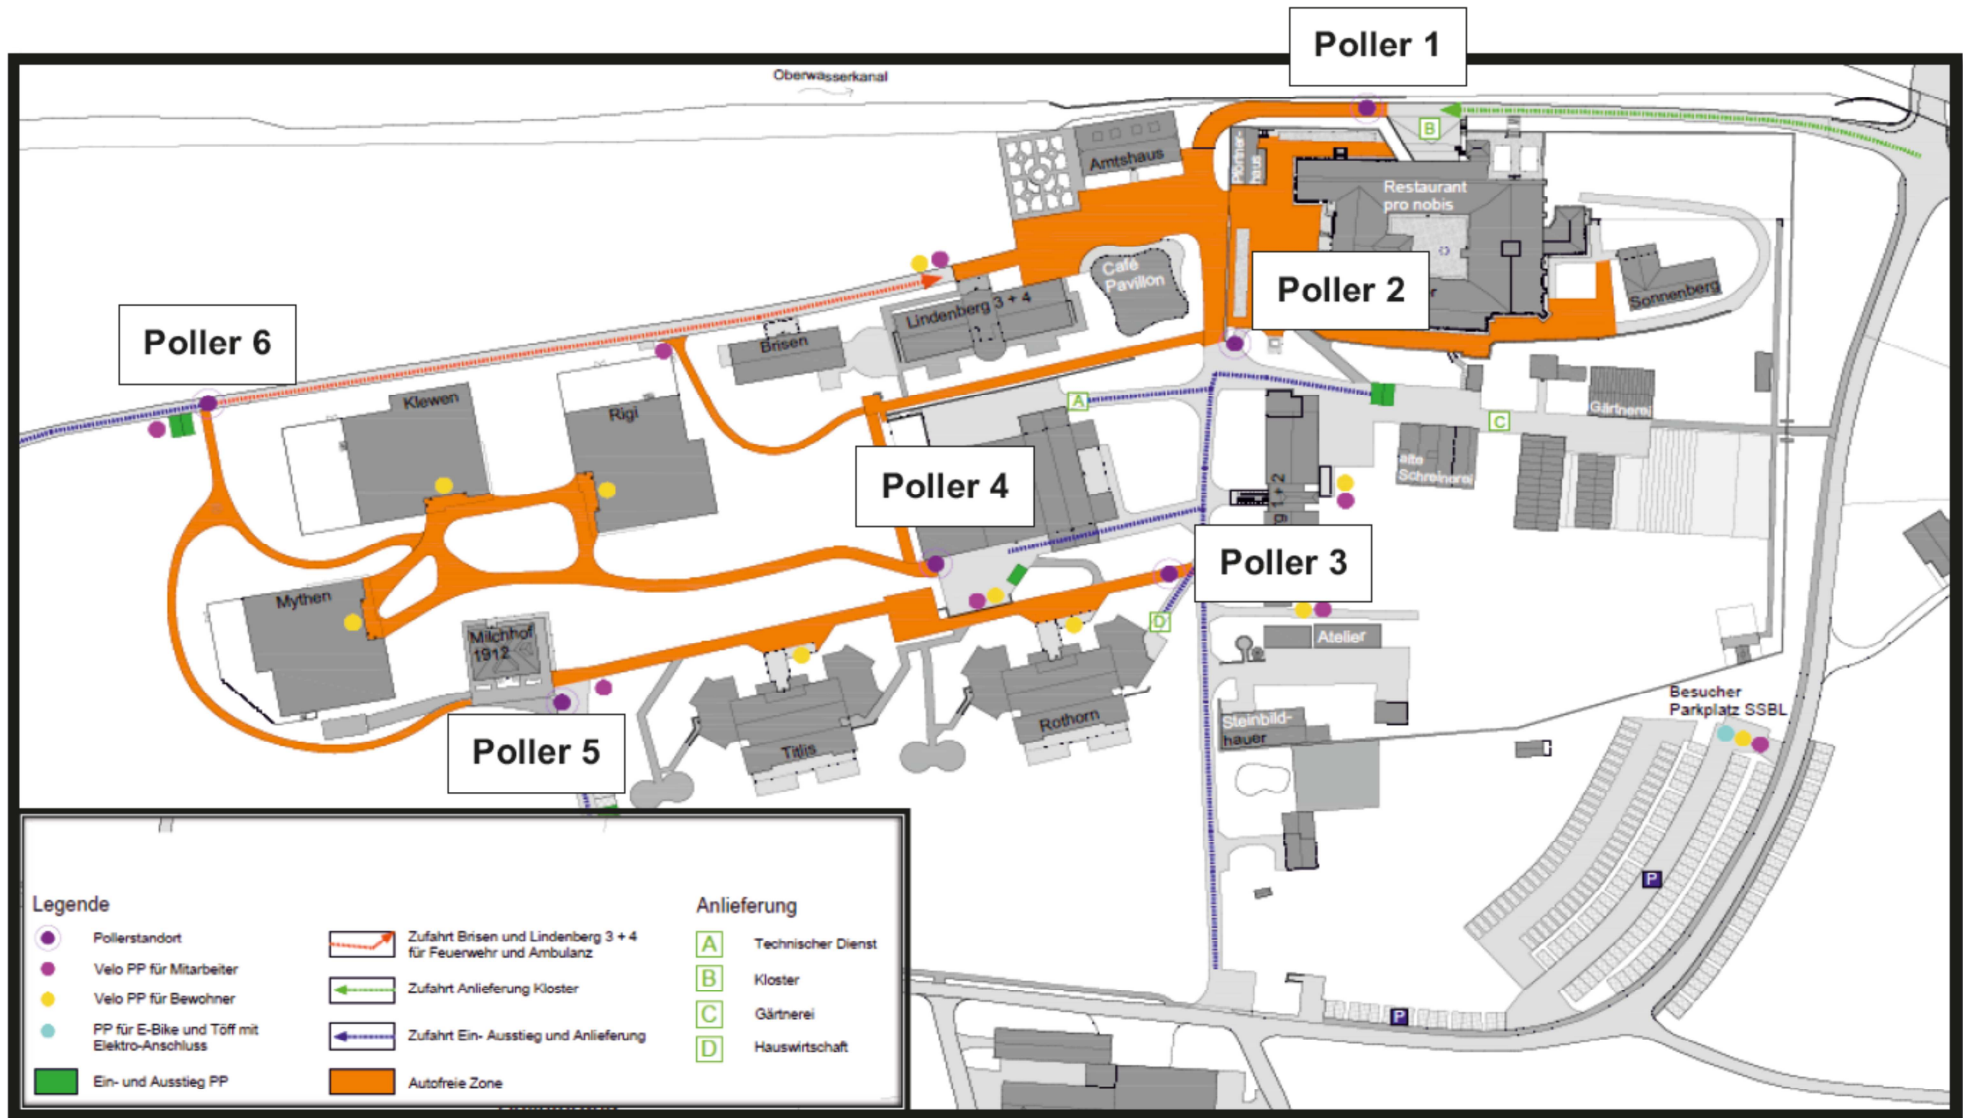 Poller 1
Oberwasserkanal
B
Amtshaus
Pförtner-
haus
Restaurant
pro nobis
Café
Pavillon
Poller 2
r
Sonnenberg
Lindenberg 3 + 4
Brisen
Poller 6
Klewen
Rigi
A
Gärtnerei
C
alte
Schreinerei
Poller 4
g 1 + 2
Poller 3
Mythen
D
Milchhof
1912
Atelier
Besucher
Parkplatz SSBL
Rothorn
Steinbild-
hauer
Titlis
Poller 5
P
P
Legende
Pollerstandort
Velo PP für Mitarbeiter
Velo PP für Bewohner
PP für E-Bike und Töff mit
Elektro-Anschluss
Ein- und Ausstieg PP
Zufahrt Brisen und Lindenberg 3 + 4
für Feuerwehr und Ambulanz
Zufahrt Anlieferung Kloster
Zufahrt Ein- Ausstieg und Anlieferung
Autofreie Zone
Anlieferung
A Technischer Dienst
B Kloster
C Gärtnerei
D Hauswirtschaft